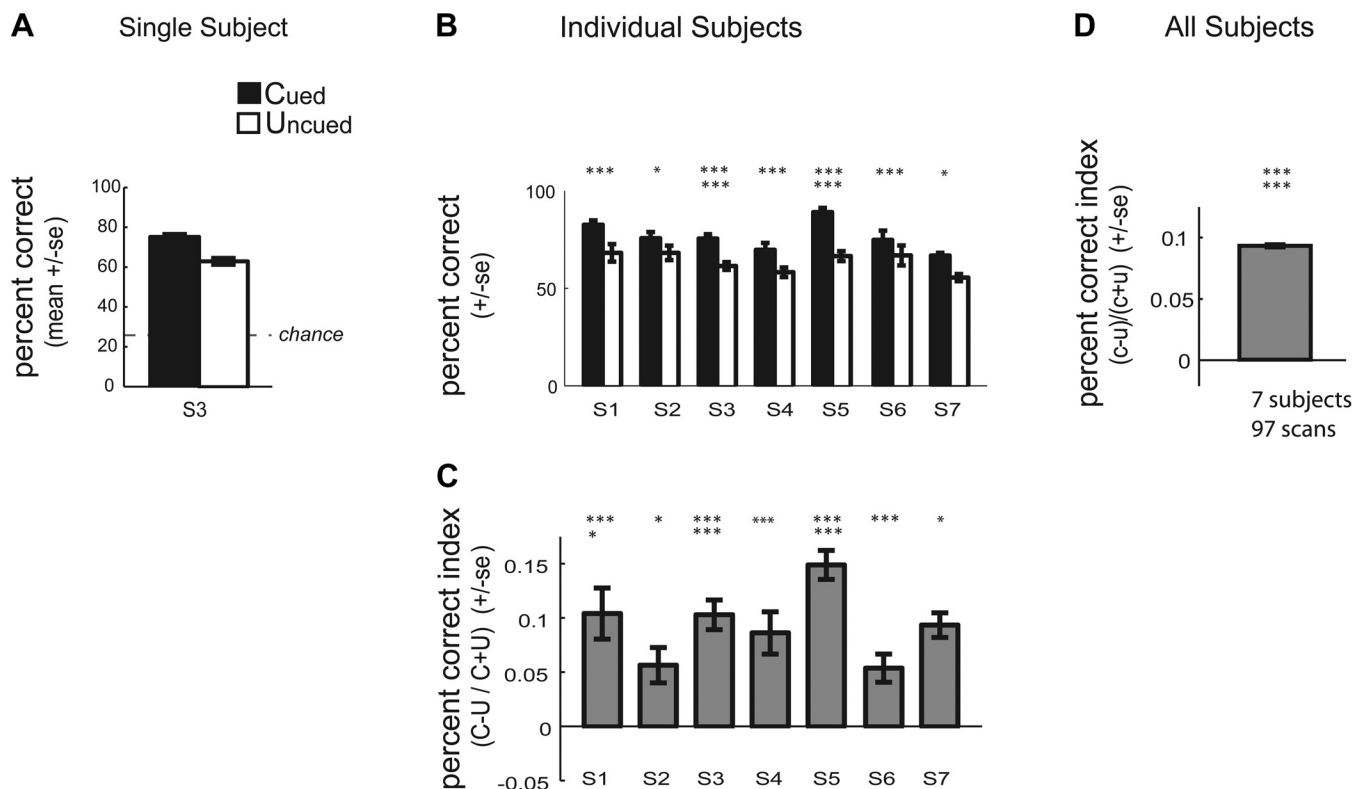 A
Single Subject
Cued
Uncued
percent correct
(mean +/-se)
100
80
60
40
20
0
chance
S3
B
Individual Subjects
percent correct
(+/-se)
*** * *** *** *** *** *
*** ***
100
50
0
S1 S2 S3 S4 S5 S6 S7
C
percent correct index
(C-U / C+U) (+/-se)
*** * *** *** *** *** *
* *** ***
0.15
0.1
0.05
0
-0.05
S1 S2 S3 S4 S5 S6 S7
D
All Subjects
percent correct index
(c-u)/(c+u) (+/-se)
***
***
0.1
0.05
0
7 subjects
97 scans